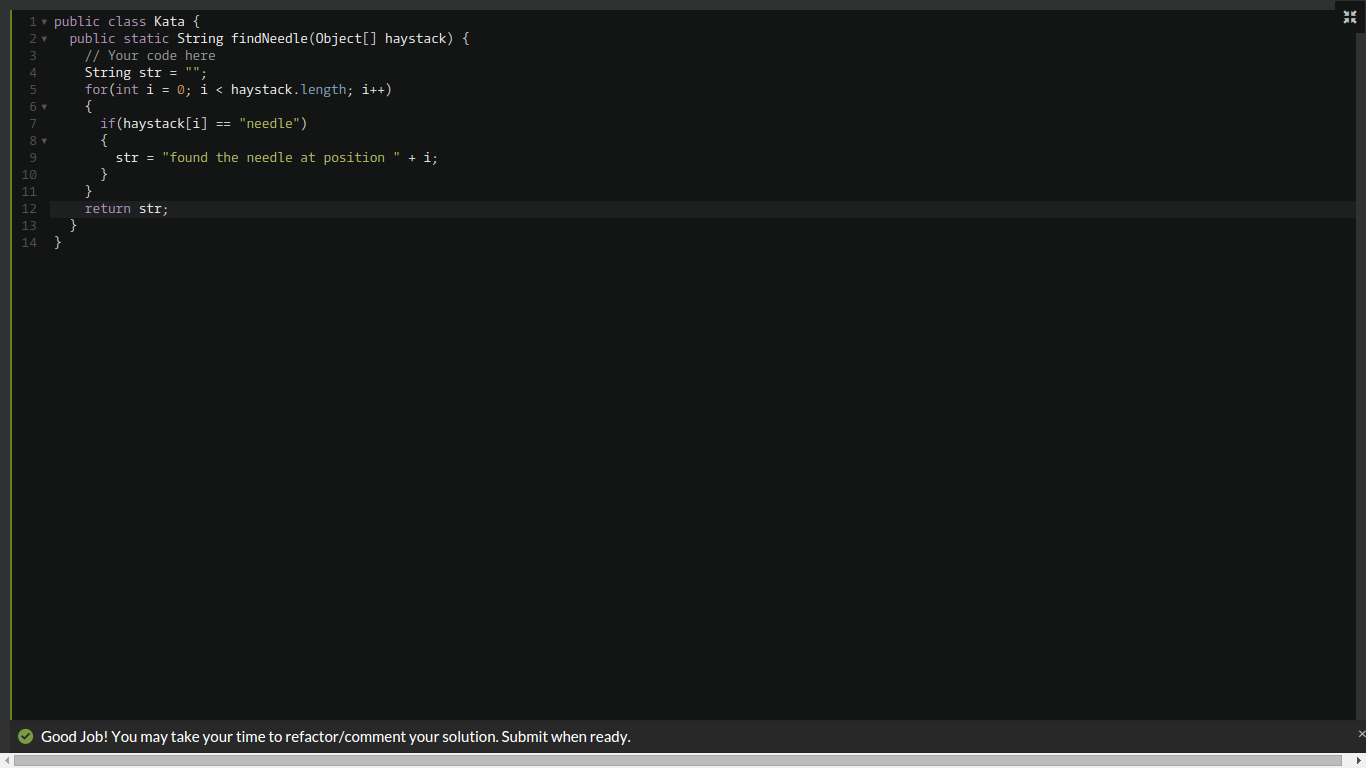 1 public class Kata {
2 public static String findNeedle(Object[] haystack) {
3 // Your code here
4 String str = "";
5 for(int i = 0; i < haystack.length; i++)
6 {
7 if(haystack[i] == "needle")
8 {
9 str = "found the needle at position " + i;
10 }
11 }
12 return str;
13 }
14 }
Good Job! You may take your time to refactor/comment your solution. Submit when ready.